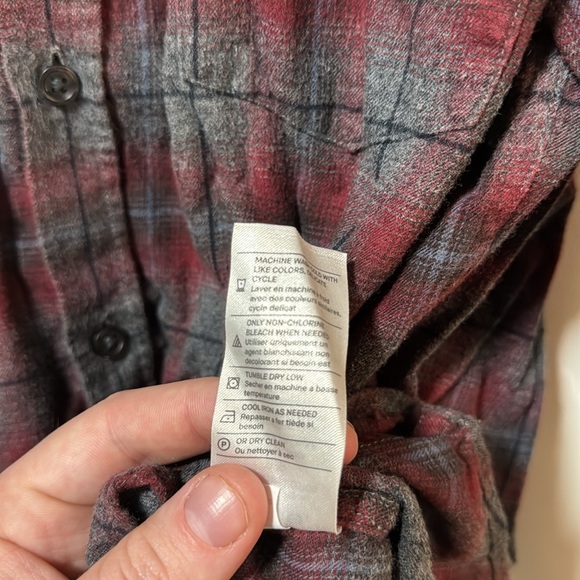 MACHINE WASH COLD WITH
LIKE COLORS, DELICATE
CYCLE
Laver en machine froid
avec des couleurs similaires,
cycle délicat
ONLY NON-CHLORINE
BLEACH WHEN NEEDED
Utiliser uniquement un
agent blanchissant non
décolorant si besoin est
TUMBLE DRY LOW
Sécher en machine à basse
température
COOL IRON AS NEEDED
Repasser à fer tiède si
besoin
P
OR DRY CLEAN
Ou nettoyer à sec